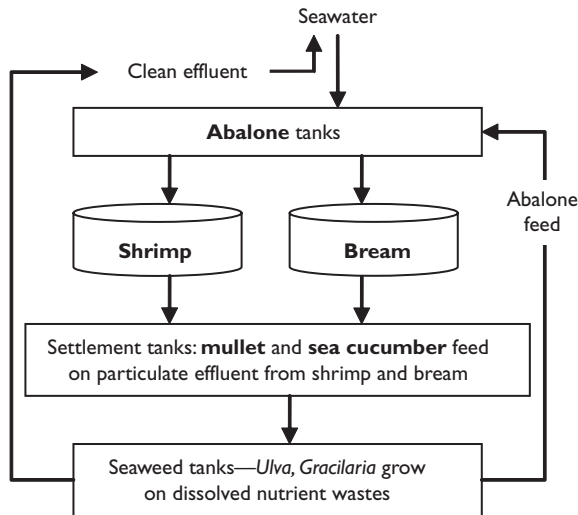 Seawater
Clean effluent
Abalone tanks
Abalone
feed
Shrimp
Bream
Settlement tanks: mullet and sea cucumber feed
on particulate effluent from shrimp and bream
Seaweed tanks—Ulva, Gracilaria grow
on dissolved nutrient wastes